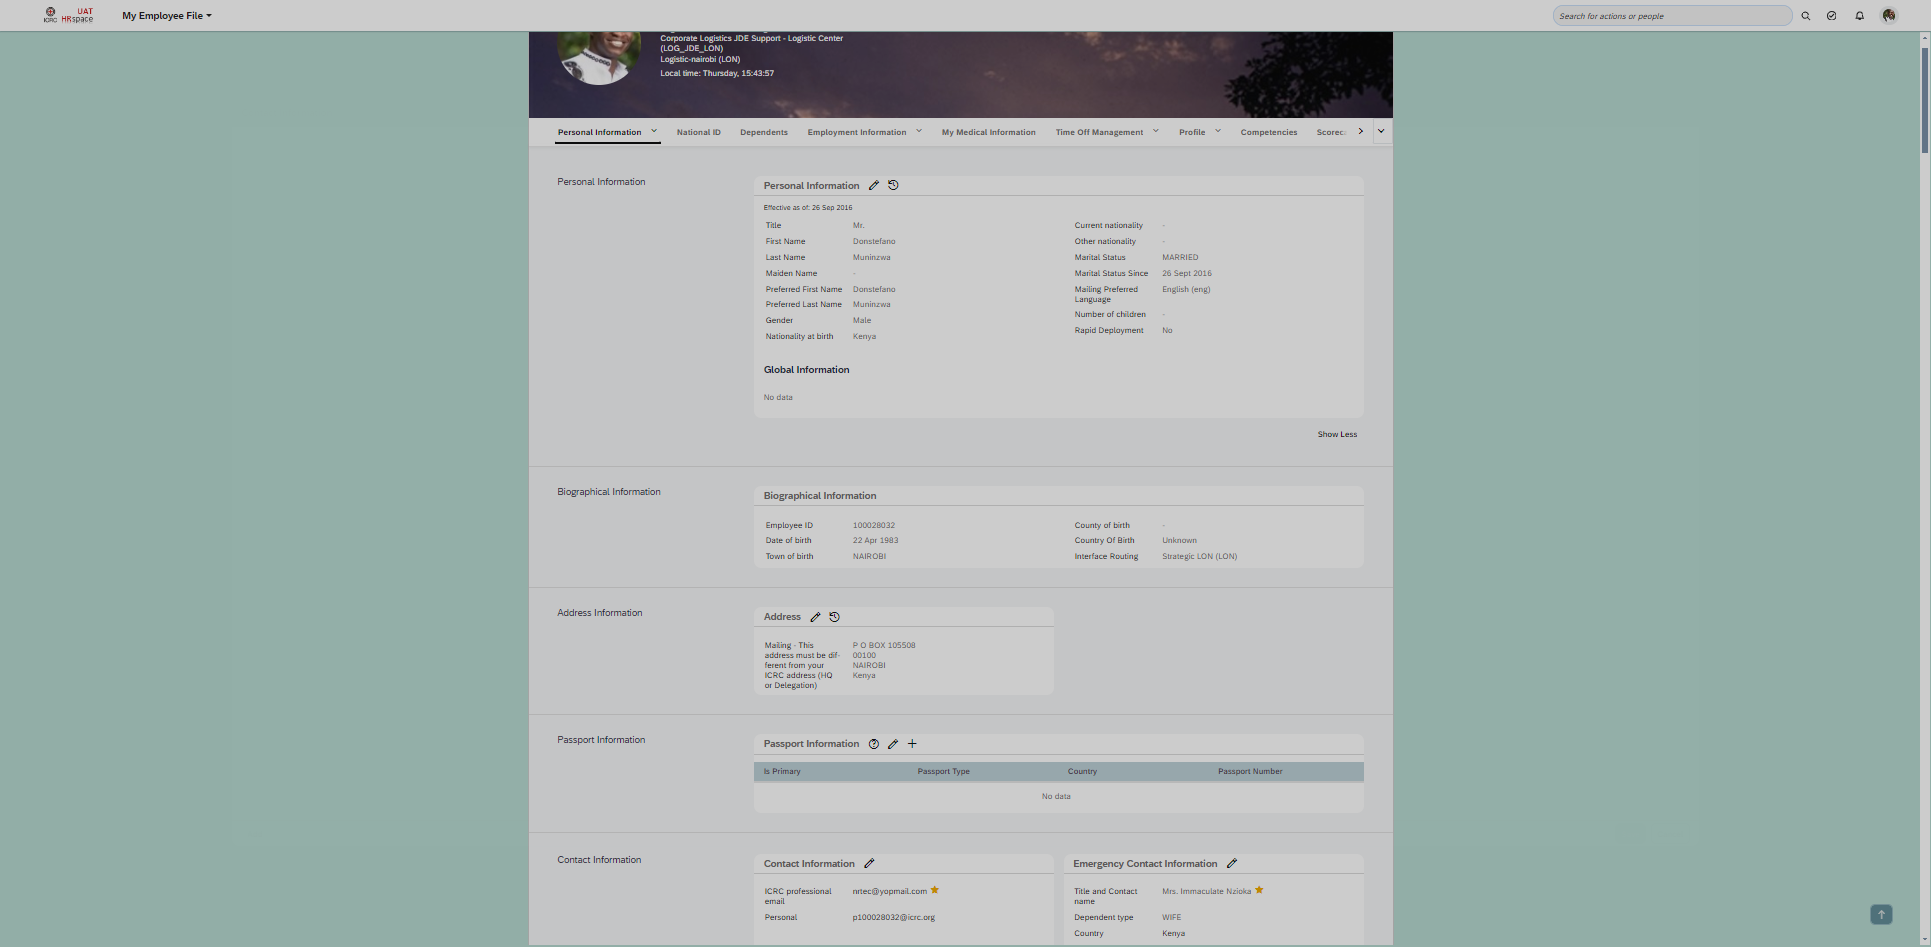 ICRC
UAT
HRspace
My Employee File
Search for actions or people
Corporate Logistics JDE Support - Logistic Center
(LOG_JDE_LON)
Logistic-nairobi (LON)
Local time: Thursday, 15:43:57
Personal Information
National ID
Dependents
Employment Information
My Medical Information
Time Off Management
Profile
Competencies
Scorec
Personal Information
Personal Information
Effective as of: 26 Sep 2016
Title Mr.
First Name Donstefano
Last Name Muninzwa
Maiden Name -
Preferred First Name Donstefano
Preferred Last Name Muninzwa
Gender Male
Nationality at birth Kenya
Current nationality -
Other nationality -
Marital Status MARRIED
Marital Status Since 26 Sept 2016
Mailing Preferred English (eng)
Language
Number of children -
Rapid Deployment No
Global Information
No data
Show Less
Biographical Information
Biographical Information
Employee ID 100028032
Date of birth 22 Apr 1983
Town of birth NAIROBI
County of birth -
Country Of Birth Unknown
Interface Routing Strategic LON (LON)
Address Information
Address
Mailing - This P O BOX 105508
address must be dif- 00100
ferent from your NAIROBI
ICRC address (HQ Kenya
or Delegation)
Passport Information
Passport Information
Is Primary Passport Type Country Passport Number
No data
Contact Information
Contact Information
ICRC professional nrtec@yopmail.com
email
Personal p100028032@icrc.org
Emergency Contact Information
Title and Contact Mrs. Immaculate Nzioka
name
Dependent type WIFE
Country Kenya